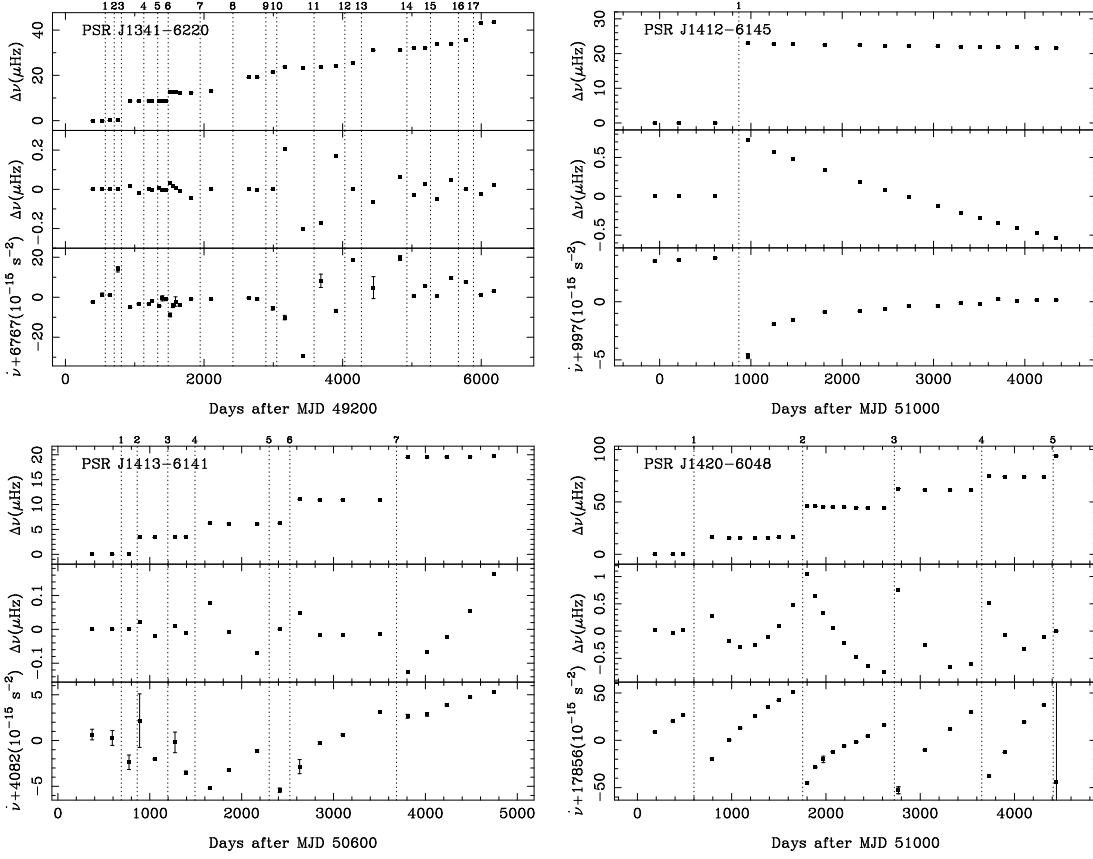 1 2 3 4 5 6 7 8 9 10 11 12 13 14 15 16 17
PSR J1341−6220
Δν(μHz)
0 20 40
Δν(μHz)
−0.2 0 0.2
ν̇+6767(10⁻¹⁵ s⁻²)
−20 0 20
0 2000 4000 6000
Days after MJD 49200
1
PSR J1412−6145
Δν(μHz)
0 10 20 30
Δν(μHz)
−0.5 0 0.5
ν̇+997(10⁻¹⁵ s⁻²)
−5 0
0 1000 2000 3000 4000
Days after MJD 51000
1 2 3 4 5 6 7
PSR J1413−6141
Δν(μHz)
0 5 10 15 20
Δν(μHz)
−0.1 0 0.1
ν̇+4082(10⁻¹⁵ s⁻²)
−5 0 5
0 1000 2000 3000 4000 5000
Days after MJD 50600
1 2 3 4 5
PSR J1420−6048
Δν(μHz)
0 50 100
Δν(μHz)
−0.5 0 0.5 1
ν̇+17856(10⁻¹⁵ s⁻²)
−50 0 50
0 1000 2000 3000 4000
Days after MJD 51000